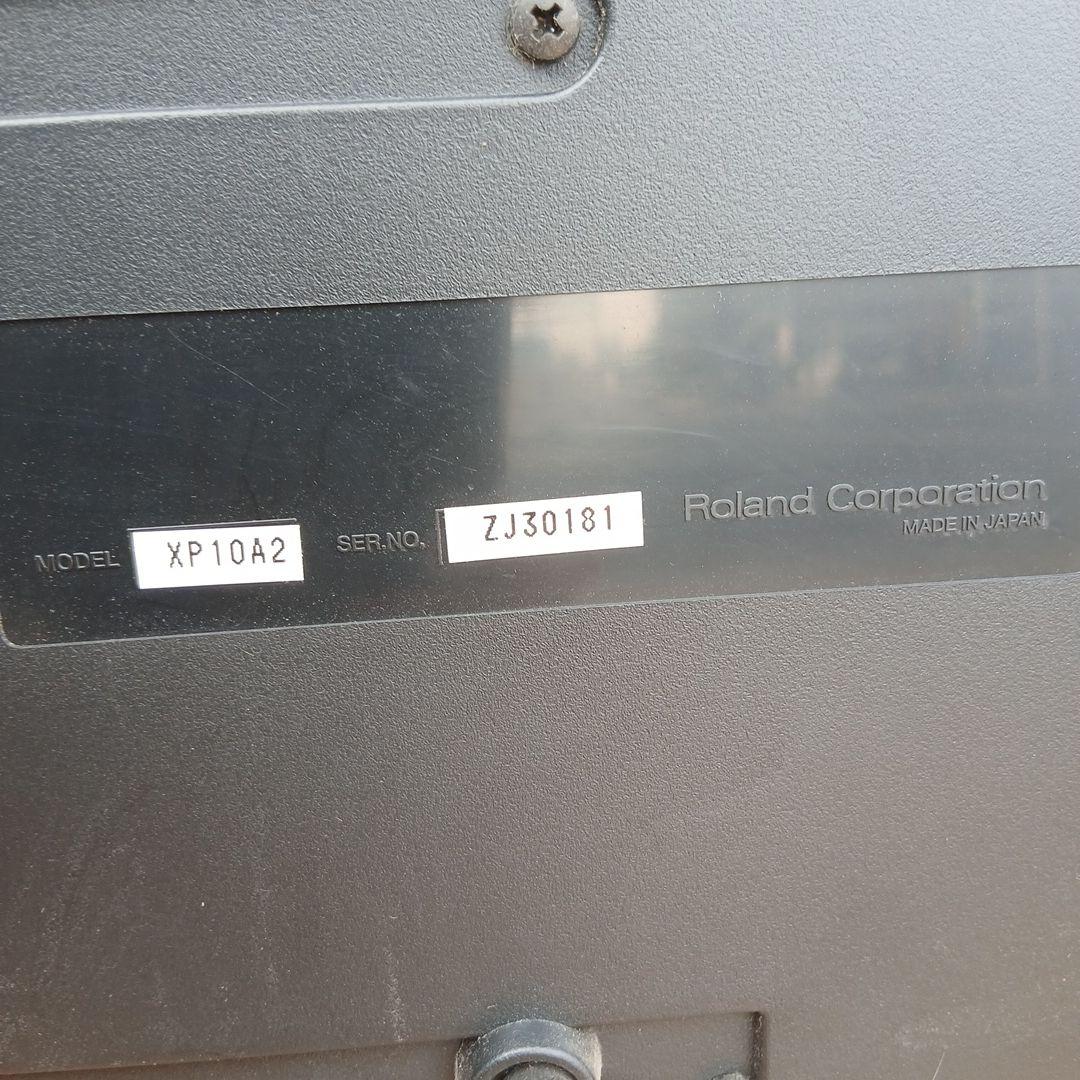 MODEL XP10A2 SER.NO. ZJ30181 Roland Corporation
MADE IN JAPAN